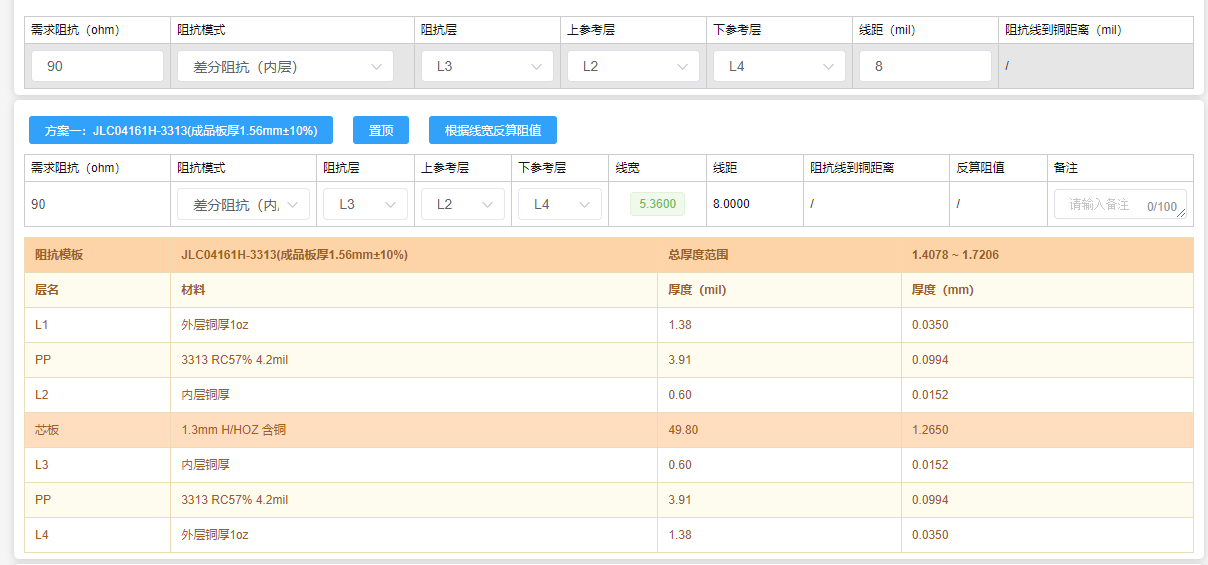 需求阻抗（ohm） 阻抗模式 阻抗层 上参考层 下参考层 线距（mil） 阻抗线到铜距离（mil）
90 差分阻抗（内层） L3 L2 L4 8 /
方案一：JLC04161H-3313(成品板厚1.56mm±10%) 置顶 根据线宽反算阻值
需求阻抗（ohm） 阻抗模式 阻抗层 上参考层 下参考层 线宽 线距 阻抗线到铜距离 反算阻值 备注
90 差分阻抗（内 L3 L2 L4 5.3600 8.0000 / / 请输入备注 0/100
阻抗模板 JLC04161H-3313(成品板厚1.56mm±10%) 总厚度范围 1.4078 ~ 1.7206
层名 材料 厚度（mil） 厚度（mm）
L1 外层铜厚1oz 1.38 0.0350
PP 3313 RC57% 4.2mil 3.91 0.0994
L2 内层铜厚 0.60 0.0152
芯板 1.3mm H/HOZ 含铜 49.80 1.2650
L3 内层铜厚 0.60 0.0152
PP 3313 RC57% 4.2mil 3.91 0.0994
L4 外层铜厚1oz 1.38 0.0350